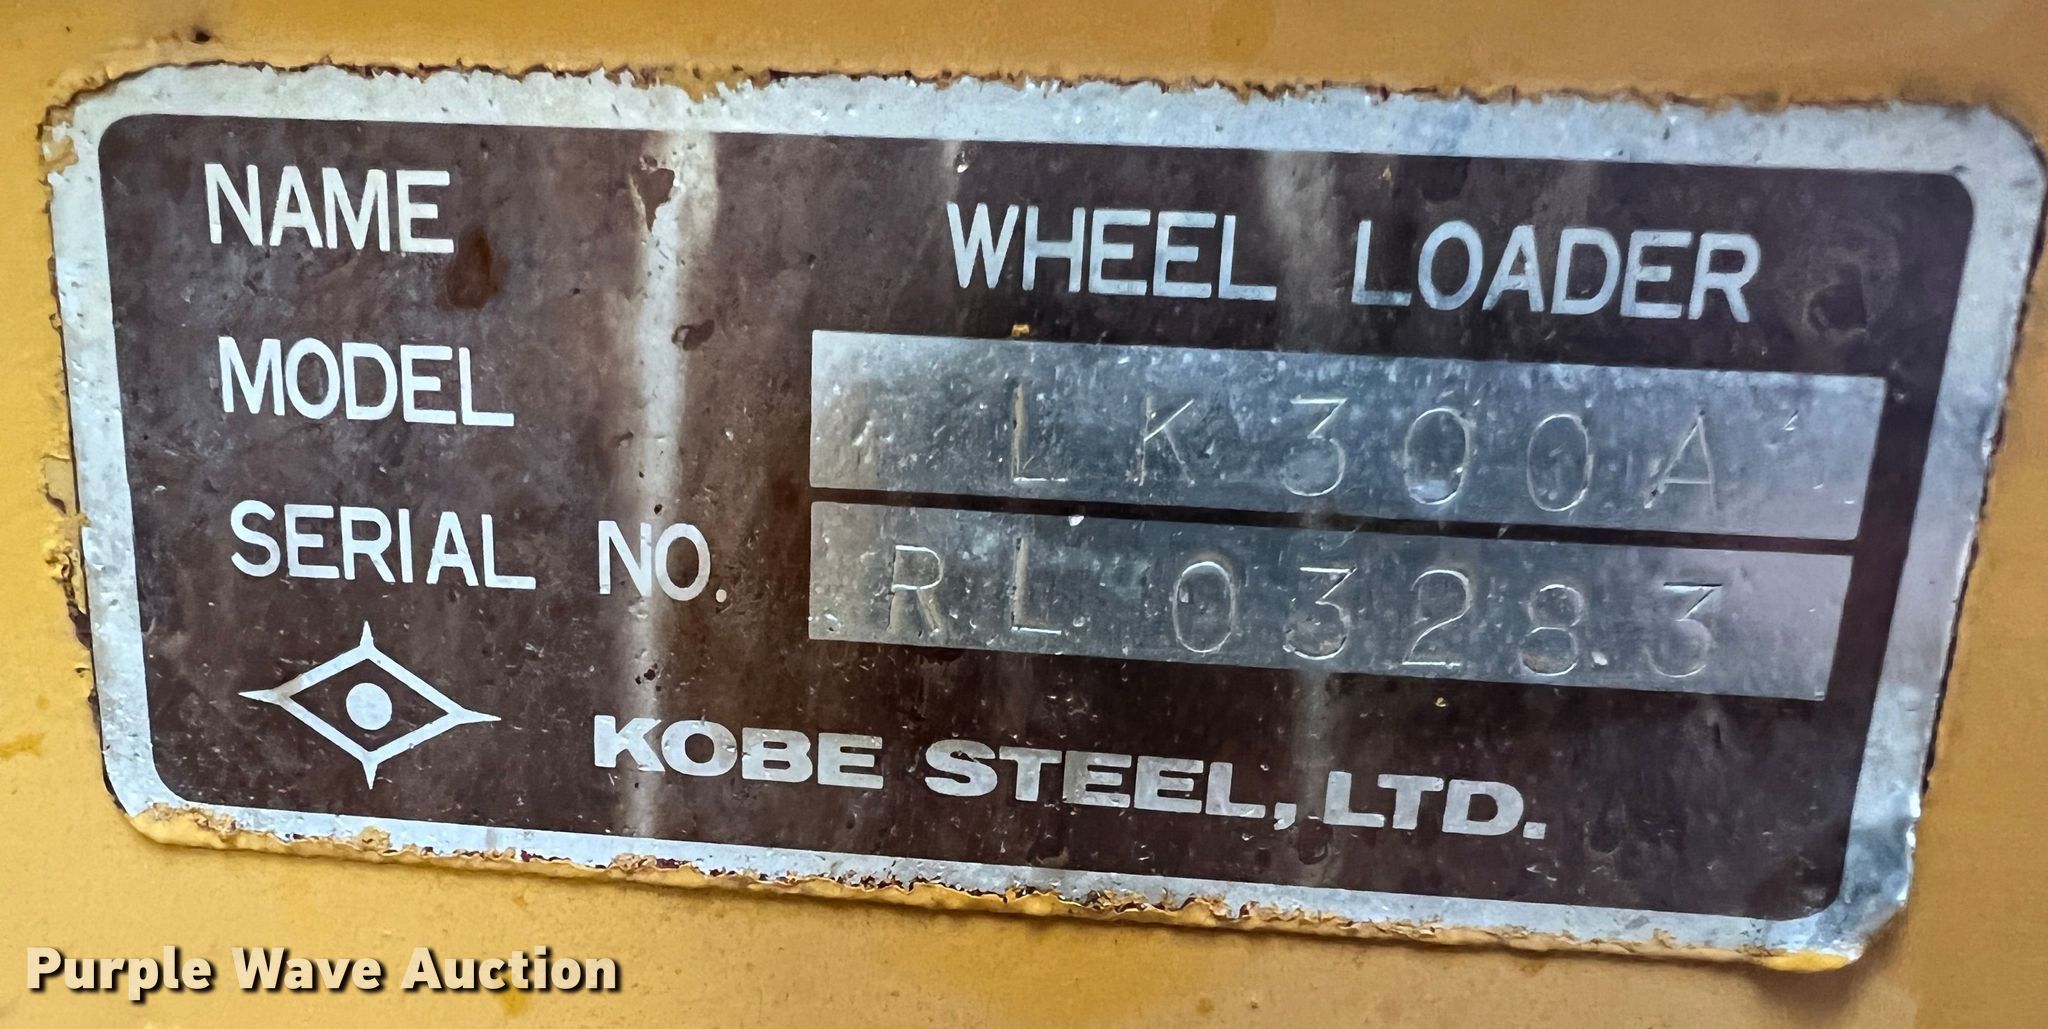 NAME WHEEL LOADER
MODEL LK300A
SERIAL NO. RL03283
KOBE STEEL, LTD.
Purple Wave Auction